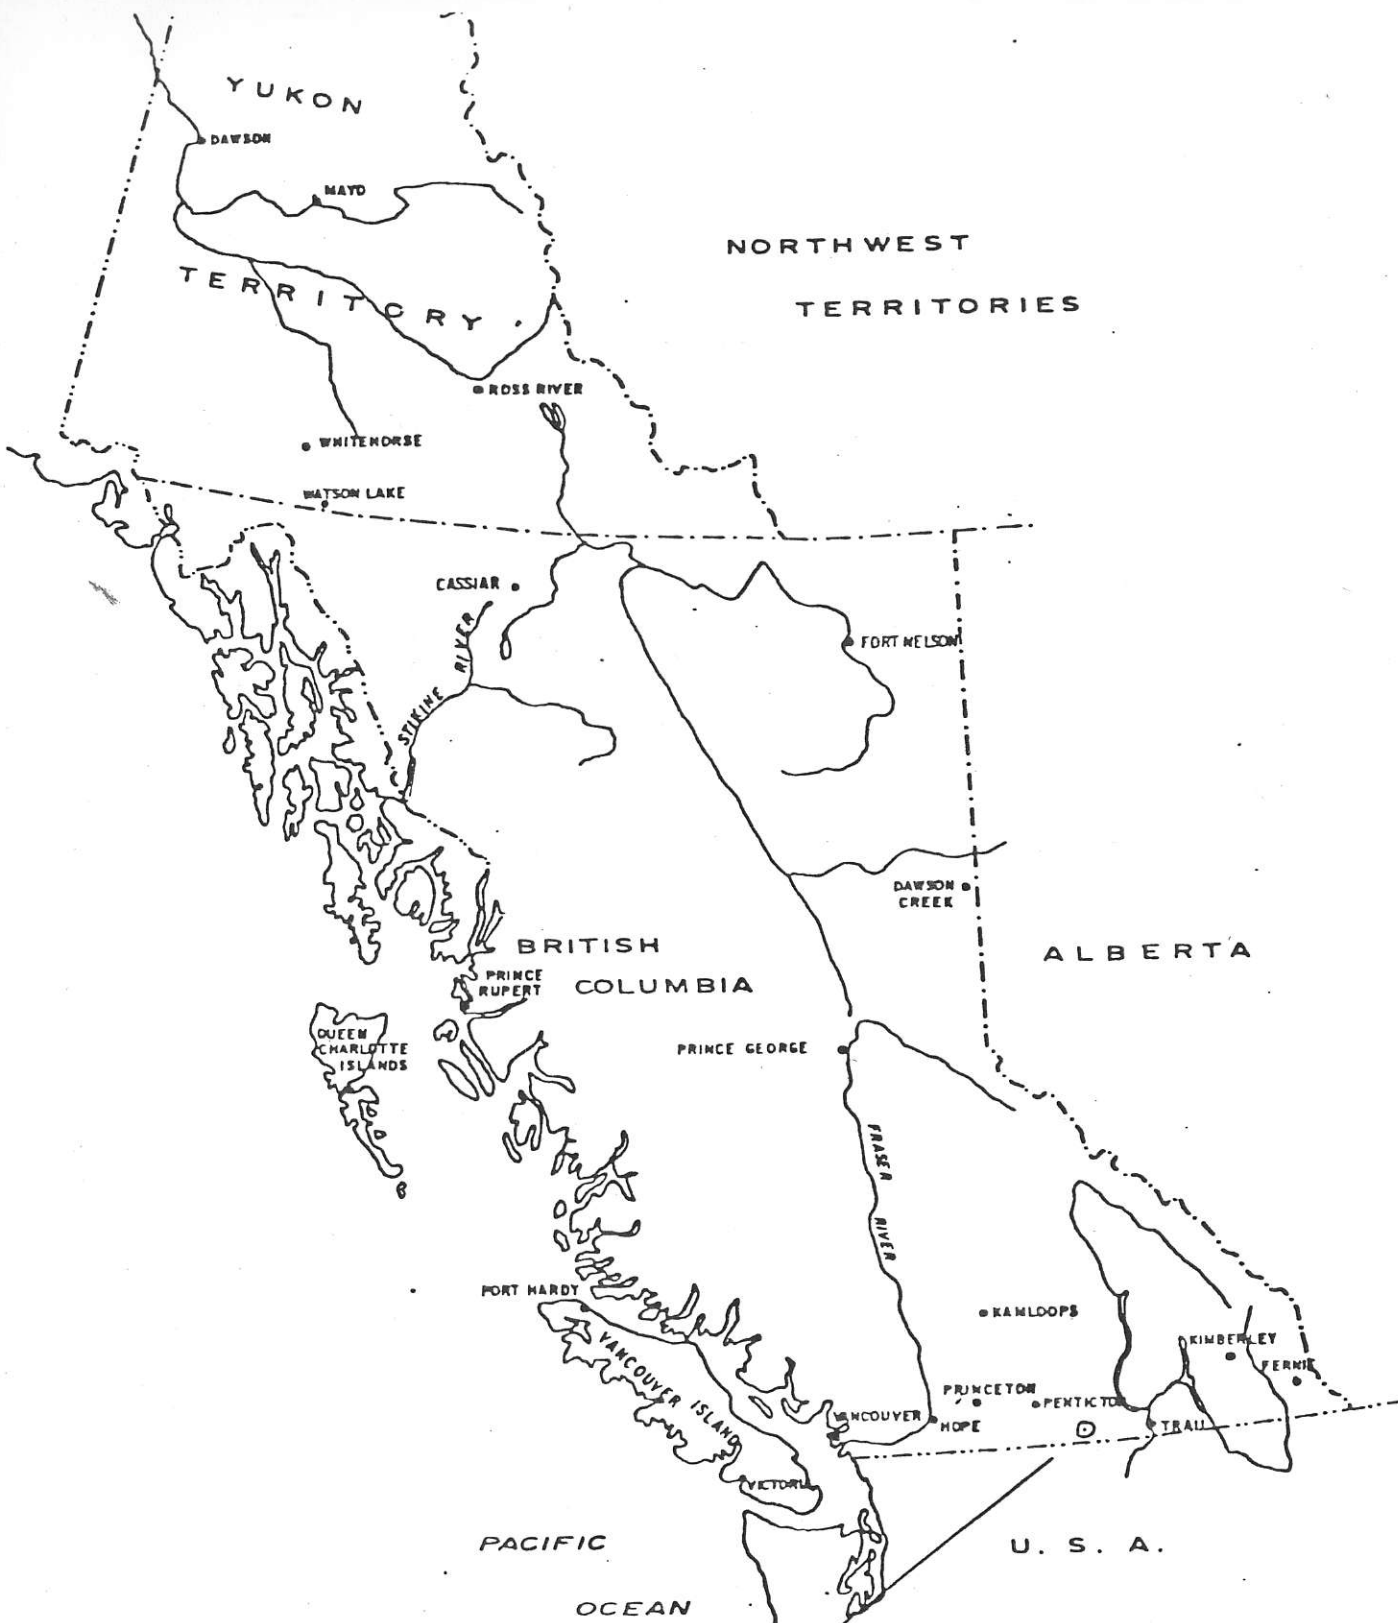 YUKON
DAWSON
MAYO
NORTHWEST
TERRITORIES
TERRITORY
ROSS RIVER
WHITEHORSE
WATSON LAKE
CASSIAR
STIKINE RIVER
FORT NELSON
DAWSON
CREEK
BRITISH
COLUMBIA
ALBERTA
PRINCE
RUPERT
QUEEN
CHARLOTTE
ISLANDS
PRINCE GEORGE
FRASER RIVER
PORT HARDY
VANCOUVER ISLAND
KAMLOOPS
KIMBERLEY
FERNIE
PRINCETON
PENTICTON
VANCOUVER
HOPE
TRAIL
VICTORIA
PACIFIC
OCEAN
U. S. A.